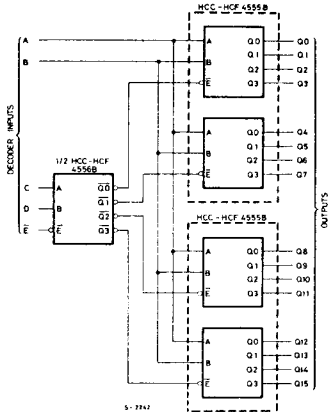 HCC-HCF 4555B
A
B
A Q0 Q0
Q1 Q1
B Q2 Q2
E Q3 Q3
A Q0 Q4
Q1 Q5
B Q2 Q6
E Q3 Q7
DECODER INPUTS
1/2 HCC-HCF
4556B
C A Q0
Q1
D B Q2
E E Q3
HCC-HCF 4555B
A Q0 Q8
Q1 Q9
B Q2 Q10
E Q3 Q11
A Q0 Q12
Q1 Q13
B Q2 Q14
E Q3 Q15
OUTPUTS